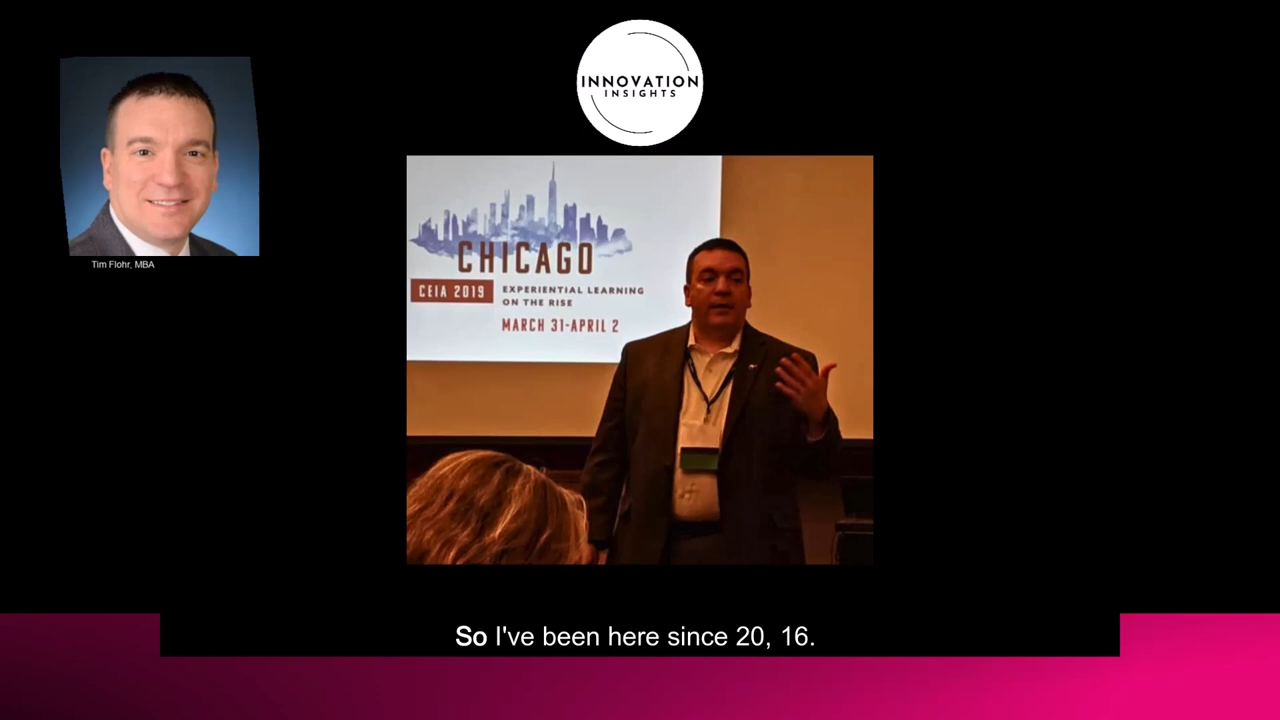 INNOVATION
INSIGHTS
Tim Flohr, MBA
CHICAGO
CEIA 2019
EXPERIENTIAL LEARNING
ON THE RISE
MARCH 31-APRIL 2
So I've been here since 20, 16.